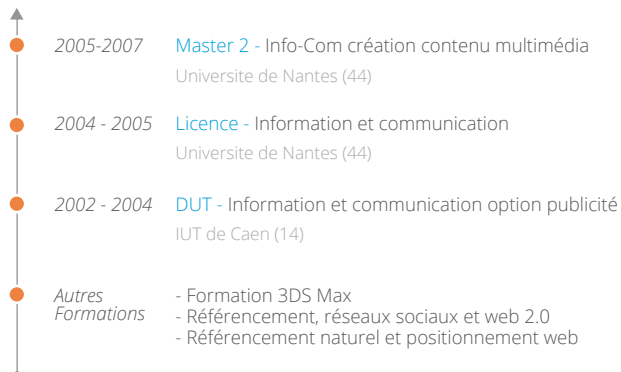 2005-2007 Master 2 - Info-Com création contenu multimédia
Universite de Nantes (44)
2004 - 2005 Licence - Information et communication
Universite de Nantes (44)
2002 - 2004 DUT - Information et communication option publicité
IUT de Caen (14)
Autres Formations
- Formation 3DS Max
- Référencement, réseaux sociaux et web 2.0
- Référencement naturel et positionnement web